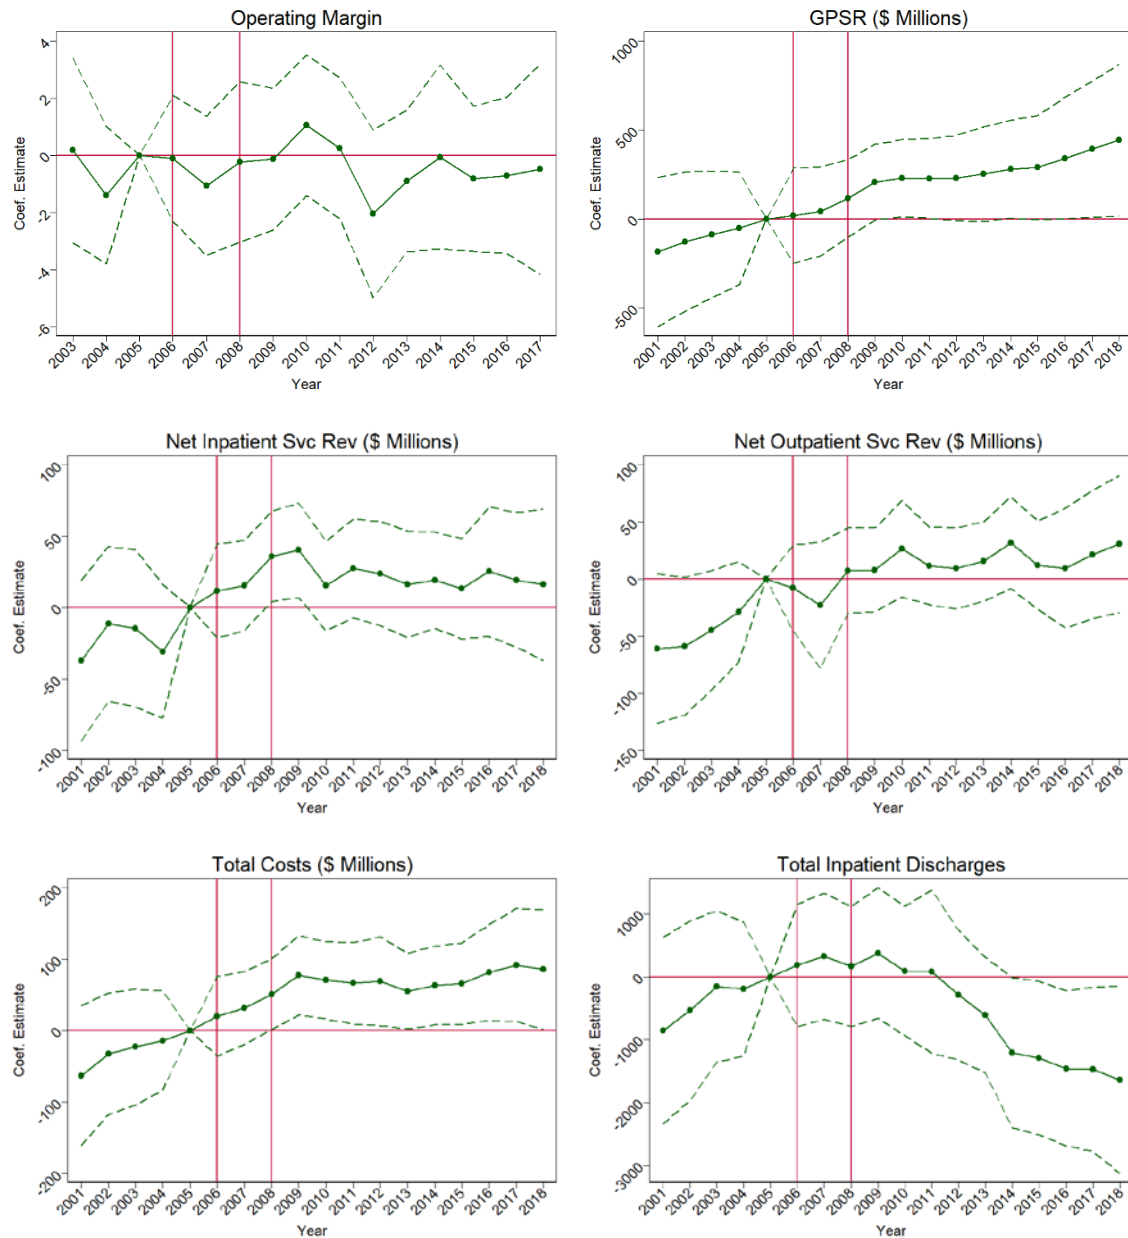 Operating Margin
Coef. Estimate
4
2
0
-2
-4
-6
2003 2004 2005 2006 2007 2008 2009 2010 2011 2012 2013 2014 2015 2016 2017
Year
GPSR ($ Millions)
Coef. Estimate
1000
500
0
-500
2001 2002 2003 2004 2005 2006 2007 2008 2009 2010 2011 2012 2013 2014 2015 2016 2017 2018
Year
Net Inpatient Svc Rev ($ Millions)
Coef. Estimate
100
50
0
-50
-100
2001 2002 2003 2004 2005 2006 2007 2008 2009 2010 2011 2012 2013 2014 2015 2016 2017 2018
Year
Net Outpatient Svc Rev ($ Millions)
Coef. Estimate
100
50
0
-50
-100
-150
2001 2002 2003 2004 2005 2006 2007 2008 2009 2010 2011 2012 2013 2014 2015 2016 2017 2018
Year
Total Costs ($ Millions)
Coef. Estimate
200
100
0
-100
-200
2001 2002 2003 2004 2005 2006 2007 2008 2009 2010 2011 2012 2013 2014 2015 2016 2017 2018
Year
Total Inpatient Discharges
Coef. Estimate
1000
0
-1000
-2000
-3000
2001 2002 2003 2004 2005 2006 2007 2008 2009 2010 2011 2012 2013 2014 2015 2016 2017 2018
Year